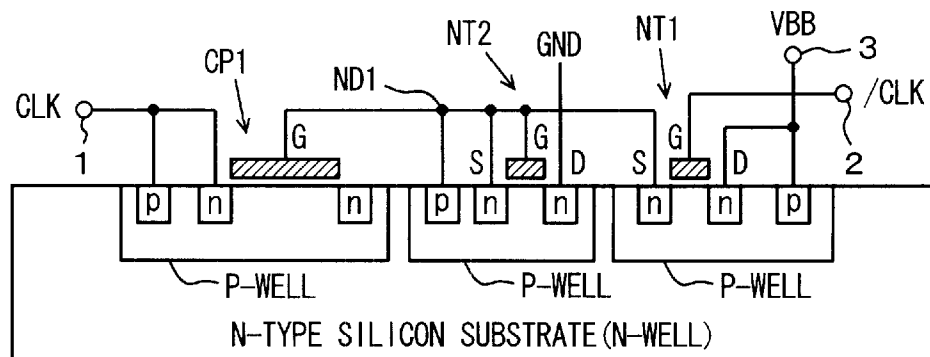 VBB
3
NT2
GND
NT1
CP1
ND1
CLK
/CLK
1
G
S
G
D
S
G
D
2
p
n
n
p
n
n
n
n
p
P-WELL
P-WELL
P-WELL
N-TYPE SILICON SUBSTRATE(N-WELL)